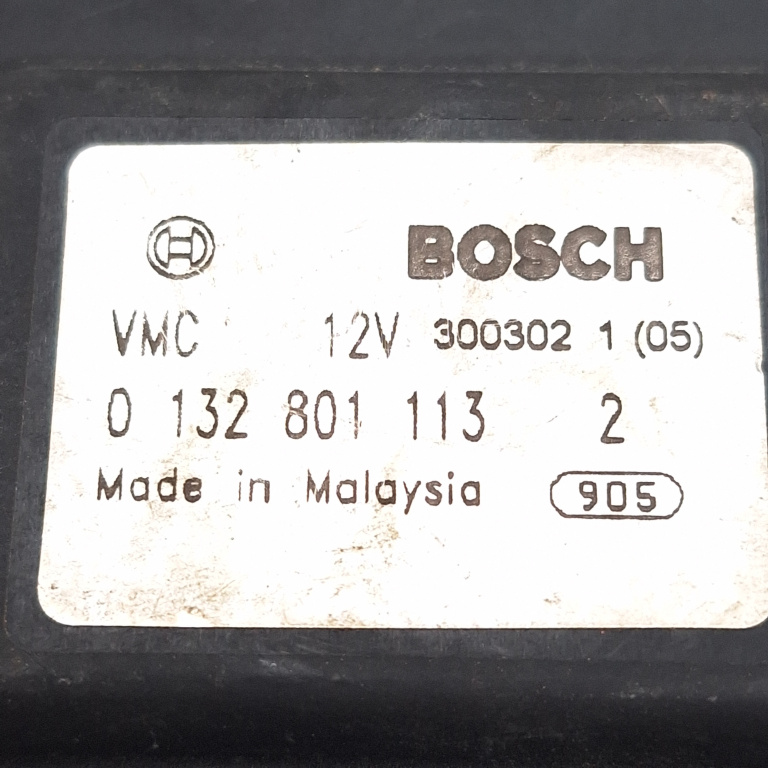 BOSCH
VMC 12V 300302 1 (05)
0 132 801 113 2
Made in Malaysia 905